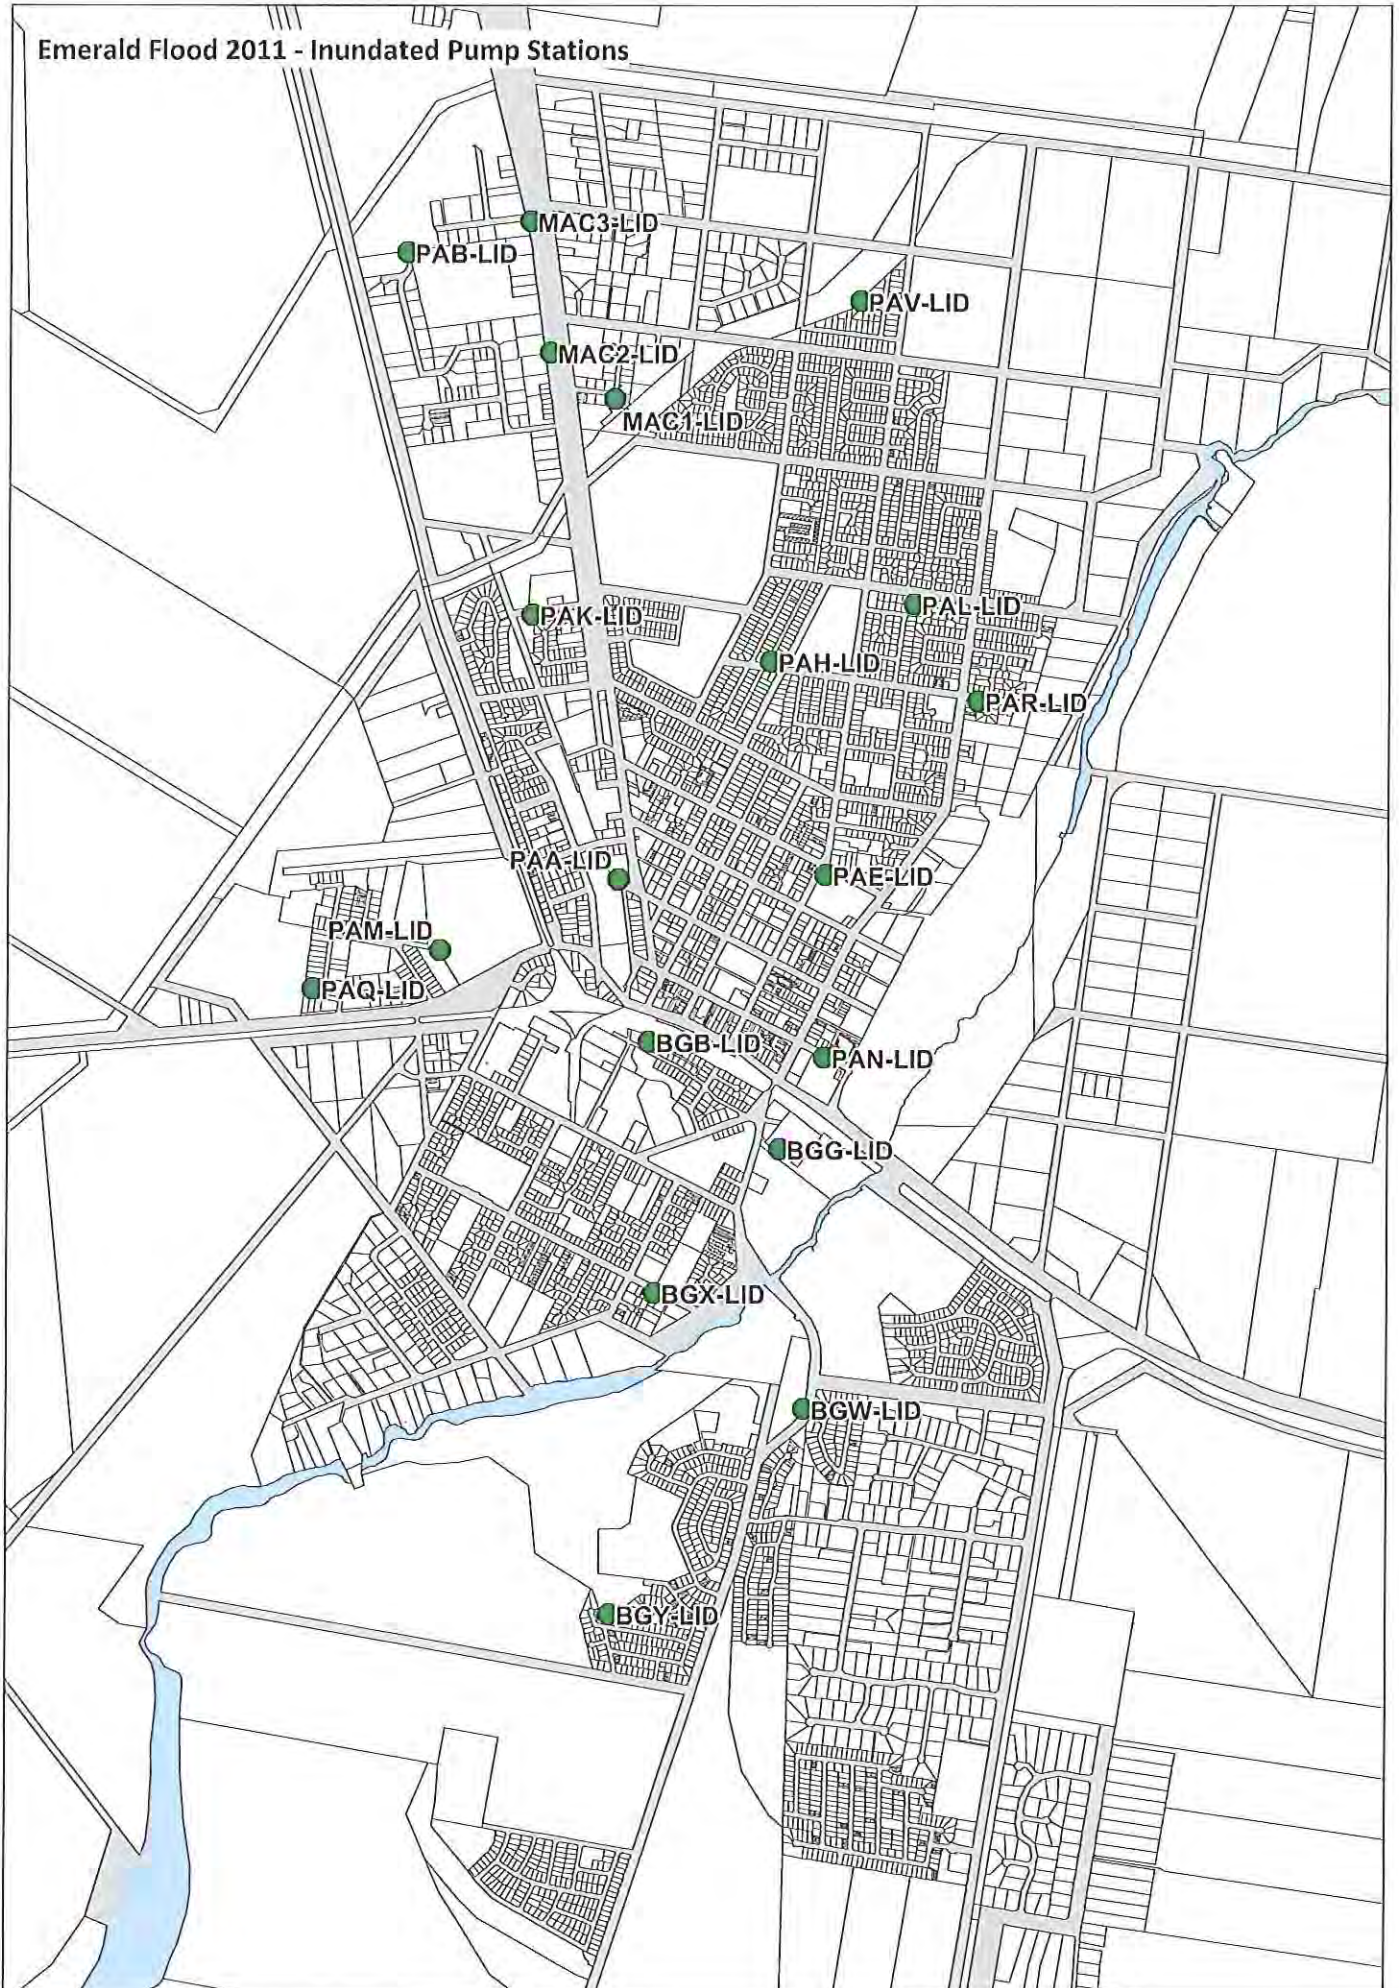 Emerald Flood 2011 - Inundated Pump Stations
MAC3-LID
PAB-LID
PAV-LID
MAC2-LID
MAC1-LID
PAL-LID
PAK-LID
PAH-LID
PAR-LID
PAA-LID
PAE-LID
PAM-LID
PAQ-LID
BGB-LID
PAN-LID
BGG-LID
BGX-LID
BGW-LID
BGY-LID